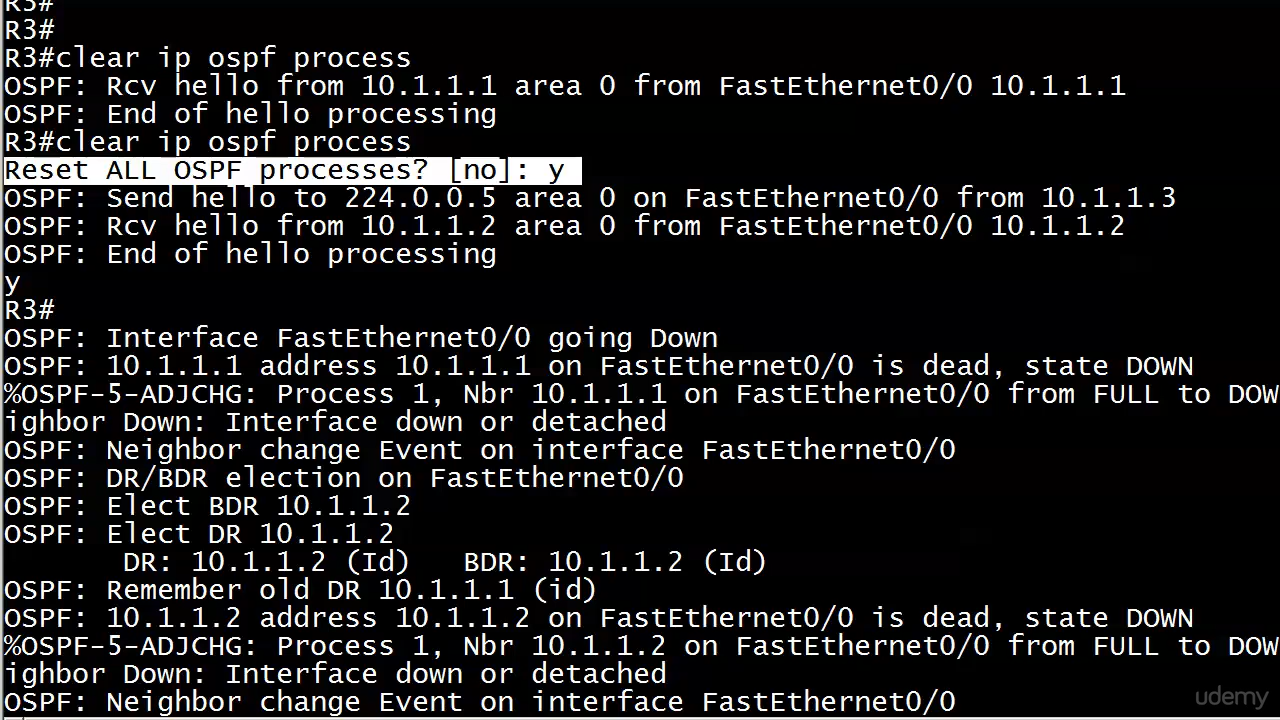 R3#
R3#
R3#clear ip ospf process
OSPF: Rcv hello from 10.1.1.1 area 0 from FastEthernet0/0 10.1.1.1
OSPF: End of hello processing
R3#clear ip ospf process
Reset ALL OSPF processes? [no]: y
OSPF: Send hello to 224.0.0.5 area 0 on FastEthernet0/0 from 10.1.1.3
OSPF: Rcv hello from 10.1.1.2 area 0 from FastEthernet0/0 10.1.1.2
OSPF: End of hello processing
y
R3#
OSPF: Interface FastEthernet0/0 going Down
OSPF: 10.1.1.1 address 10.1.1.1 on FastEthernet0/0 is dead, state DOWN
%OSPF-5-ADJCHG: Process 1, Nbr 10.1.1.1 on FastEthernet0/0 from FULL to DOW
ighbor Down: Interface down or detached
OSPF: Neighbor change Event on interface FastEthernet0/0
OSPF: DR/BDR election on FastEthernet0/0
OSPF: Elect BDR 10.1.1.2
OSPF: Elect DR 10.1.1.2
DR: 10.1.1.2 (Id)   BDR: 10.1.1.2 (Id)
OSPF: Remember old DR 10.1.1.1 (id)
OSPF: 10.1.1.2 address 10.1.1.2 on FastEthernet0/0 is dead, state DOWN
%OSPF-5-ADJCHG: Process 1, Nbr 10.1.1.2 on FastEthernet0/0 from FULL to DOW
ighbor Down: Interface down or detached
OSPF: Neighbor change Event on interface FastEthernet0/0
udemy